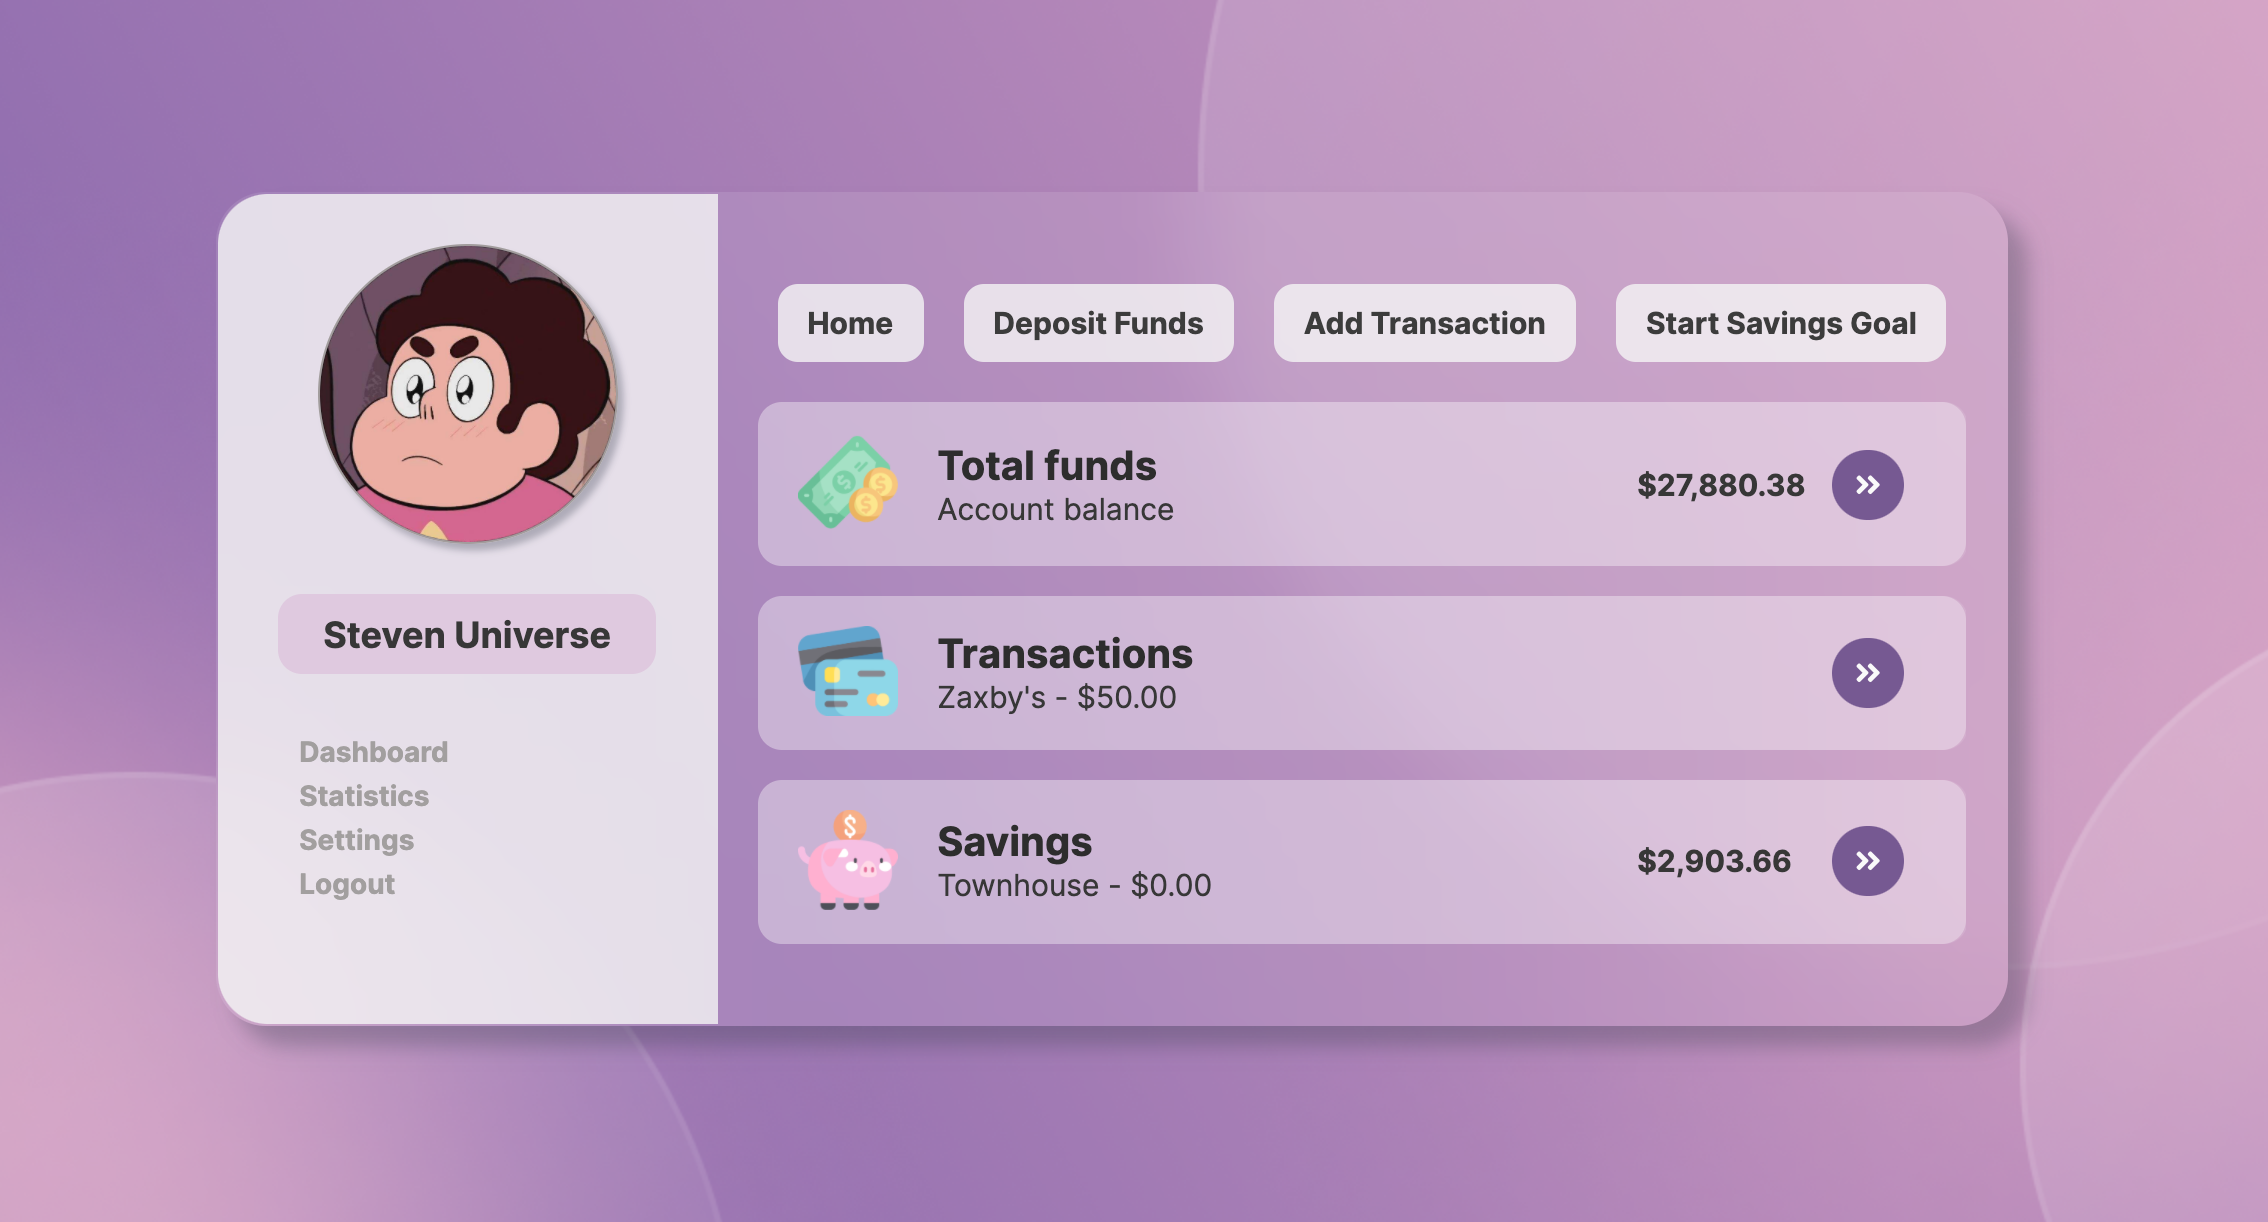 Steven Universe
Dashboard
Statistics
Settings
Logout
Home
Deposit Funds
Add Transaction
Start Savings Goal
Total funds
Account balance
$27,880.38
Transactions
Zaxby's - $50.00
Savings
Townhouse - $0.00
$2,903.66